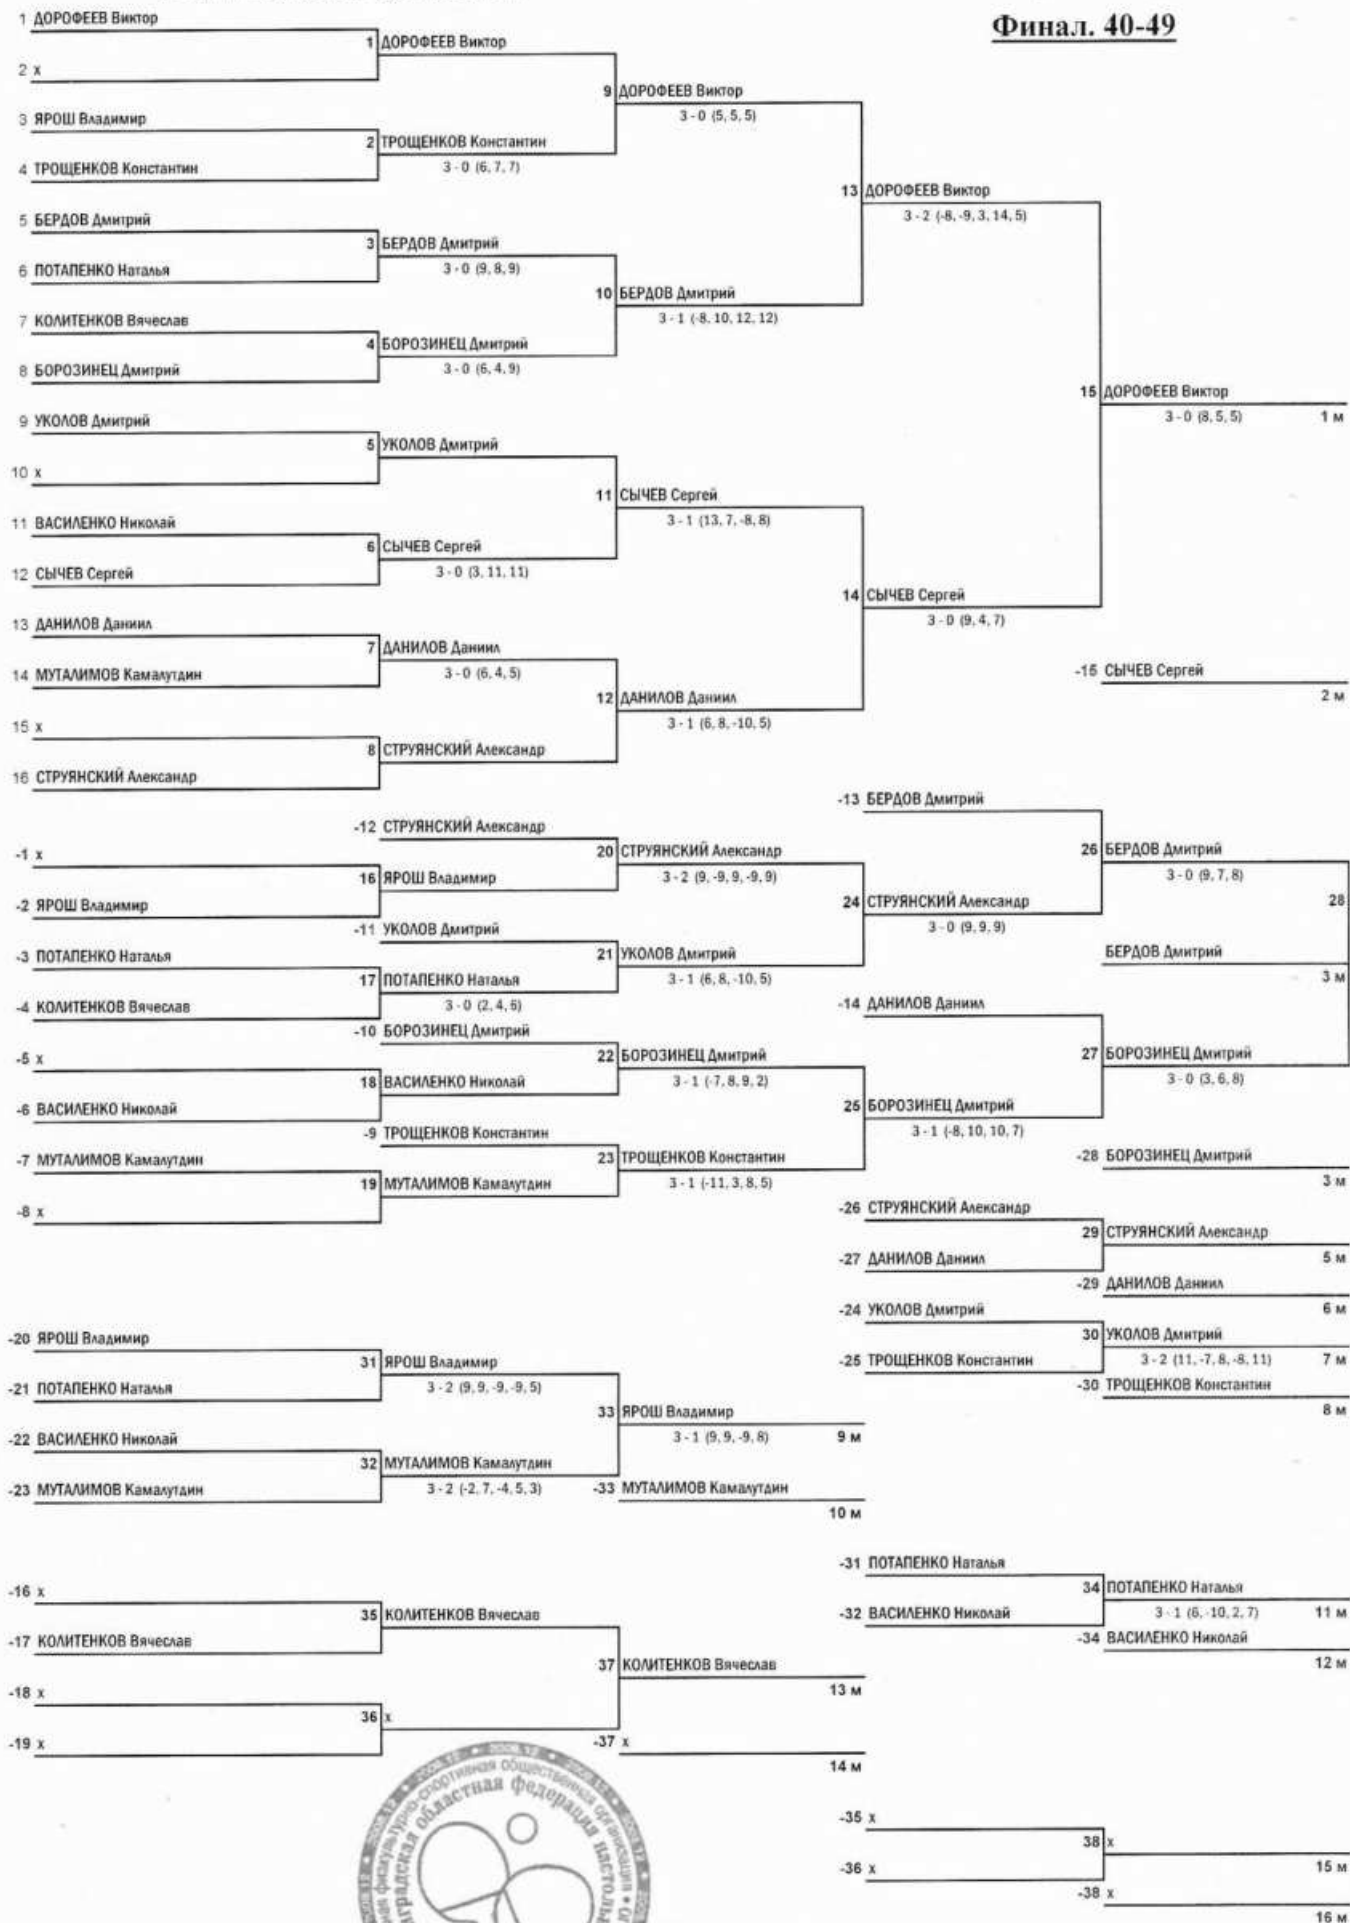 Финал. 40-49
1 ДОРОФЕЕВ Виктор
1 ДОРОФЕЕВ Виктор
2 x
9 ДОРОФЕЕВ Виктор
3 - 0 (5, 5, 5)
3 ЯРОШ Владимир
2 ТРОЩЕНКОВ Константин
3 - 0 (6, 7, 7)
4 ТРОЩЕНКОВ Константин
13 ДОРОФЕЕВ Виктор
3 - 2 (-8, -9, 3, 14, 5)
5 БЕРДОВ Дмитрий
3 БЕРДОВ Дмитрий
3 - 0 (9, 8, 9)
6 ПОТАПЕНКО Наталья
10 БЕРДОВ Дмитрий
3 - 1 (-8, 10, 12, 12)
7 КОЛИТЕНКОВ Вячеслав
4 БОРОЗИНЕЦ Дмитрий
3 - 0 (6, 4, 9)
8 БОРОЗИНЕЦ Дмитрий
15 ДОРОФЕЕВ Виктор
3 - 0 (8, 5, 5) 1 м
9 УКОЛОВ Дмитрий
5 УКОЛОВ Дмитрий
10 x
11 СЫЧЕВ Сергей
3 - 1 (13, 7, -8, 8)
11 ВАСИЛЕНКО Николай
6 СЫЧЕВ Сергей
3 - 0 (3, 11, 11)
12 СЫЧЕВ Сергей
14 СЫЧЕВ Сергей
3 - 0 (9, 4, 7)
13 ДАНИЛОВ Даниил
7 ДАНИЛОВ Даниил
3 - 0 (6, 4, 5)
14 МУТАЛИМОВ Камалутдин
-15 СЫЧЕВ Сергей
2 м
12 ДАНИЛОВ Даниил
3 - 1 (6, 8, -10, 5)
15 x
8 СТРУЯНСКИЙ Александр
16 СТРУЯНСКИЙ Александр
-13 БЕРДОВ Дмитрий
-12 СТРУЯНСКИЙ Александр
-1 x
20 СТРУЯНСКИЙ Александр
3 - 2 (9, -9, 9, -9, 9)
26 БЕРДОВ Дмитрий
3 - 0 (9, 7, 8)
16 ЯРОШ Владимир
-2 ЯРОШ Владимир
24 СТРУЯНСКИЙ Александр
3 - 0 (9, 9, 9)
28
-11 УКОЛОВ Дмитрий
-3 ПОТАПЕНКО Наталья
21 УКОЛОВ Дмитрий
3 - 1 (6, 8, -10, 5)
БЕРДОВ Дмитрий
3 м
17 ПОТАПЕНКО Наталья
3 - 0 (2, 4, 6)
-4 КОЛИТЕНКОВ Вячеслав
-14 ДАНИЛОВ Даниил
-10 БОРОЗИНЕЦ Дмитрий
-5 x
22 БОРОЗИНЕЦ Дмитрий
3 - 1 (-7, 8, 9, 2)
27 БОРОЗИНЕЦ Дмитрий
3 - 0 (3, 6, 8)
18 ВАСИЛЕНКО Николай
-6 ВАСИЛЕНКО Николай
25 БОРОЗИНЕЦ Дмитрий
3 - 1 (-8, 10, 10, 7)
-9 ТРОЩЕНКОВ Константин
-7 МУТАЛИМОВ Камалутдин
23 ТРОЩЕНКОВ Константин
3 - 1 (-11, 3, 8, 5)
-28 БОРОЗИНЕЦ Дмитрий
3 м
19 МУТАЛИМОВ Камалутдин
-8 x
-26 СТРУЯНСКИЙ Александр
29 СТРУЯНСКИЙ Александр
5 м
-27 ДАНИЛОВ Даниил
-29 ДАНИЛОВ Даниил
6 м
-24 УКОЛОВ Дмитрий
30 УКОЛОВ Дмитрий
3 - 2 (11, -7, 8, -8, 11) 7 м
-25 ТРОЩЕНКОВ Константин
-30 ТРОЩЕНКОВ Константин
8 м
-20 ЯРОШ Владимир
31 ЯРОШ Владимир
3 - 2 (9, 9, -9, -9, 5)
-21 ПОТАПЕНКО Наталья
33 ЯРОШ Владимир
3 - 1 (9, 9, -9, 8) 9 м
-22 ВАСИЛЕНКО Николай
32 МУТАЛИМОВ Камалутдин
3 - 2 (-2, 7, -4, 5, 3)
-23 МУТАЛИМОВ Камалутдин
-33 МУТАЛИМОВ Камалутдин
10 м
-31 ПОТАПЕНКО Наталья
34 ПОТАПЕНКО Наталья
3 - 1 (6, -10, 2, 7) 11 м
-32 ВАСИЛЕНКО Николай
-34 ВАСИЛЕНКО Николай
12 м
-16 x
35 КОЛИТЕНКОВ Вячеслав
-17 КОЛИТЕНКОВ Вячеслав
37 КОЛИТЕНКОВ Вячеслав
13 м
-18 x
36 x
-19 x
-37 x
14 м
-35 x
38 x
15 м
-36 x
-38 x
16 м
физкультурно-спортивная общественная организация
областная федерация